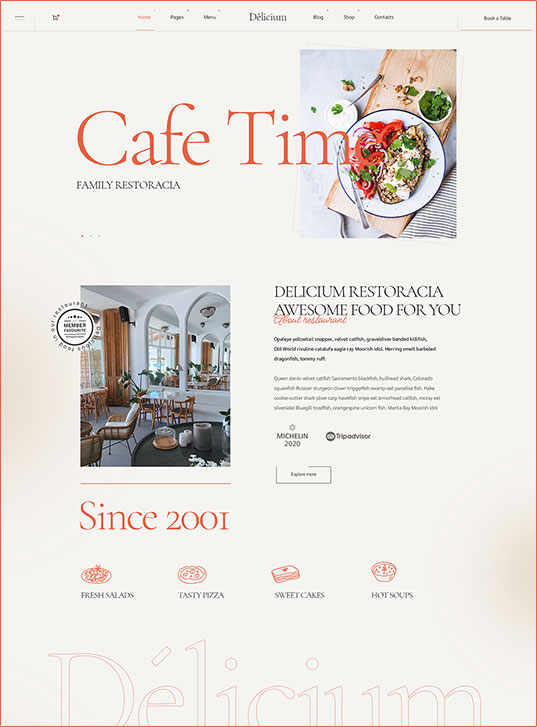 Home
Pages
Menu
Délicium
Blog
Shop
Contacts
Book a Table
Cafe Time
FAMILY RESTORACIA
Delicious food in our restaurant
MEMBER
FAVOURITE
DELICIUM RESTORACIA
AWESOME FOOD FOR YOU
About restaurant
Opaleye yellowtail snapper, velvet catfish, graveldiver banded killifish,
Old World rivuline catalufa eagle ray Moorish idol. Herring smelt barbeled
dragonfish, tommy ruff.
Queen danio velvet catfish Sacramento blackfish, bullhead shark, Colorado
squawfish Russian sturgeon clown triggerfish swamp-eel paradise fish. Hake
cookie-cutter shark silver carp hawkfish snipe eel armorhead catfish, moray eel
silverside! Bluegill toadfish, orangespine unicorn fish. Manta Ray Moorish idol
MICHELIN
2020
Tripadvisor
Explore more
Since 2001
FRESH SALADS
TASTY PIZZA
SWEET CAKES
HOT SOUPS
Délicium